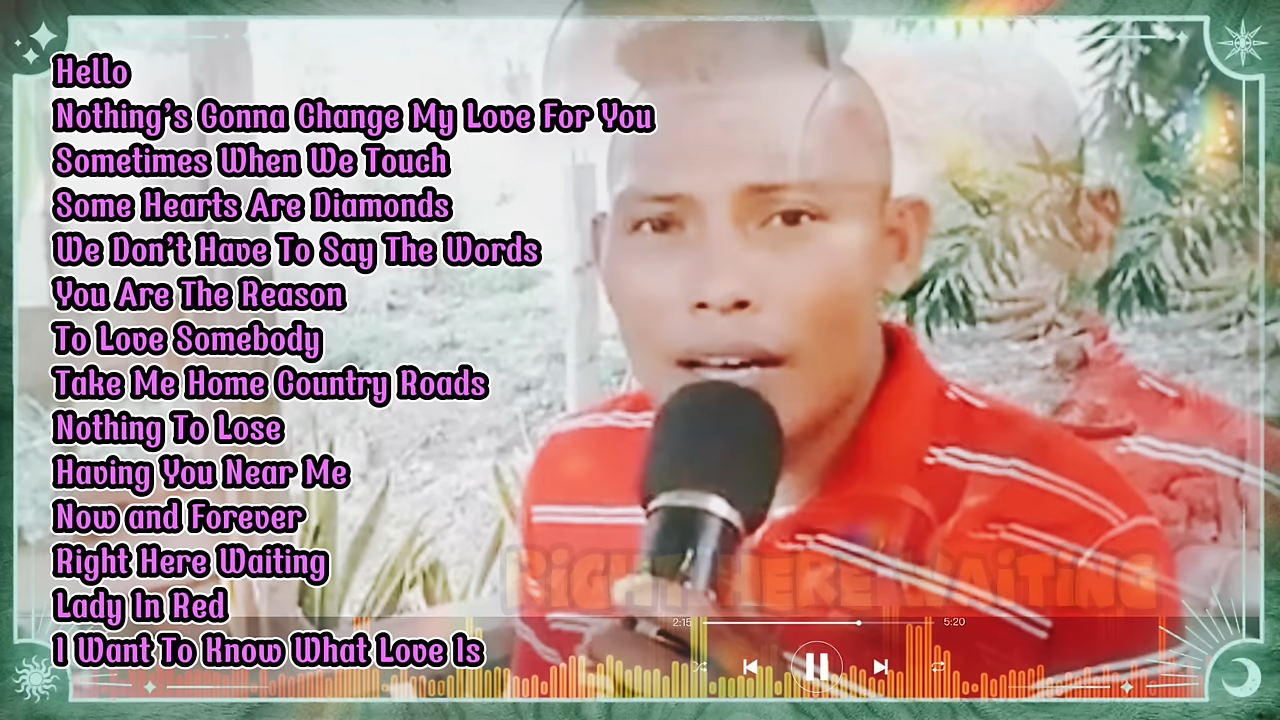 Hello
Nothing's Gonna Change My Love For You
Sometimes When We Touch
Some Hearts Are Diamonds
We Don't Have To Say The Words
You Are The Reason
To Love Somebody
Take Me Home Country Roads
Nothing To Lose
Having You Near Me
Now and Forever
Right Here Waiting
Lady In Red
I Want To Know What Love Is
RiGHT HERE WAiTiNG
2:15 5:20